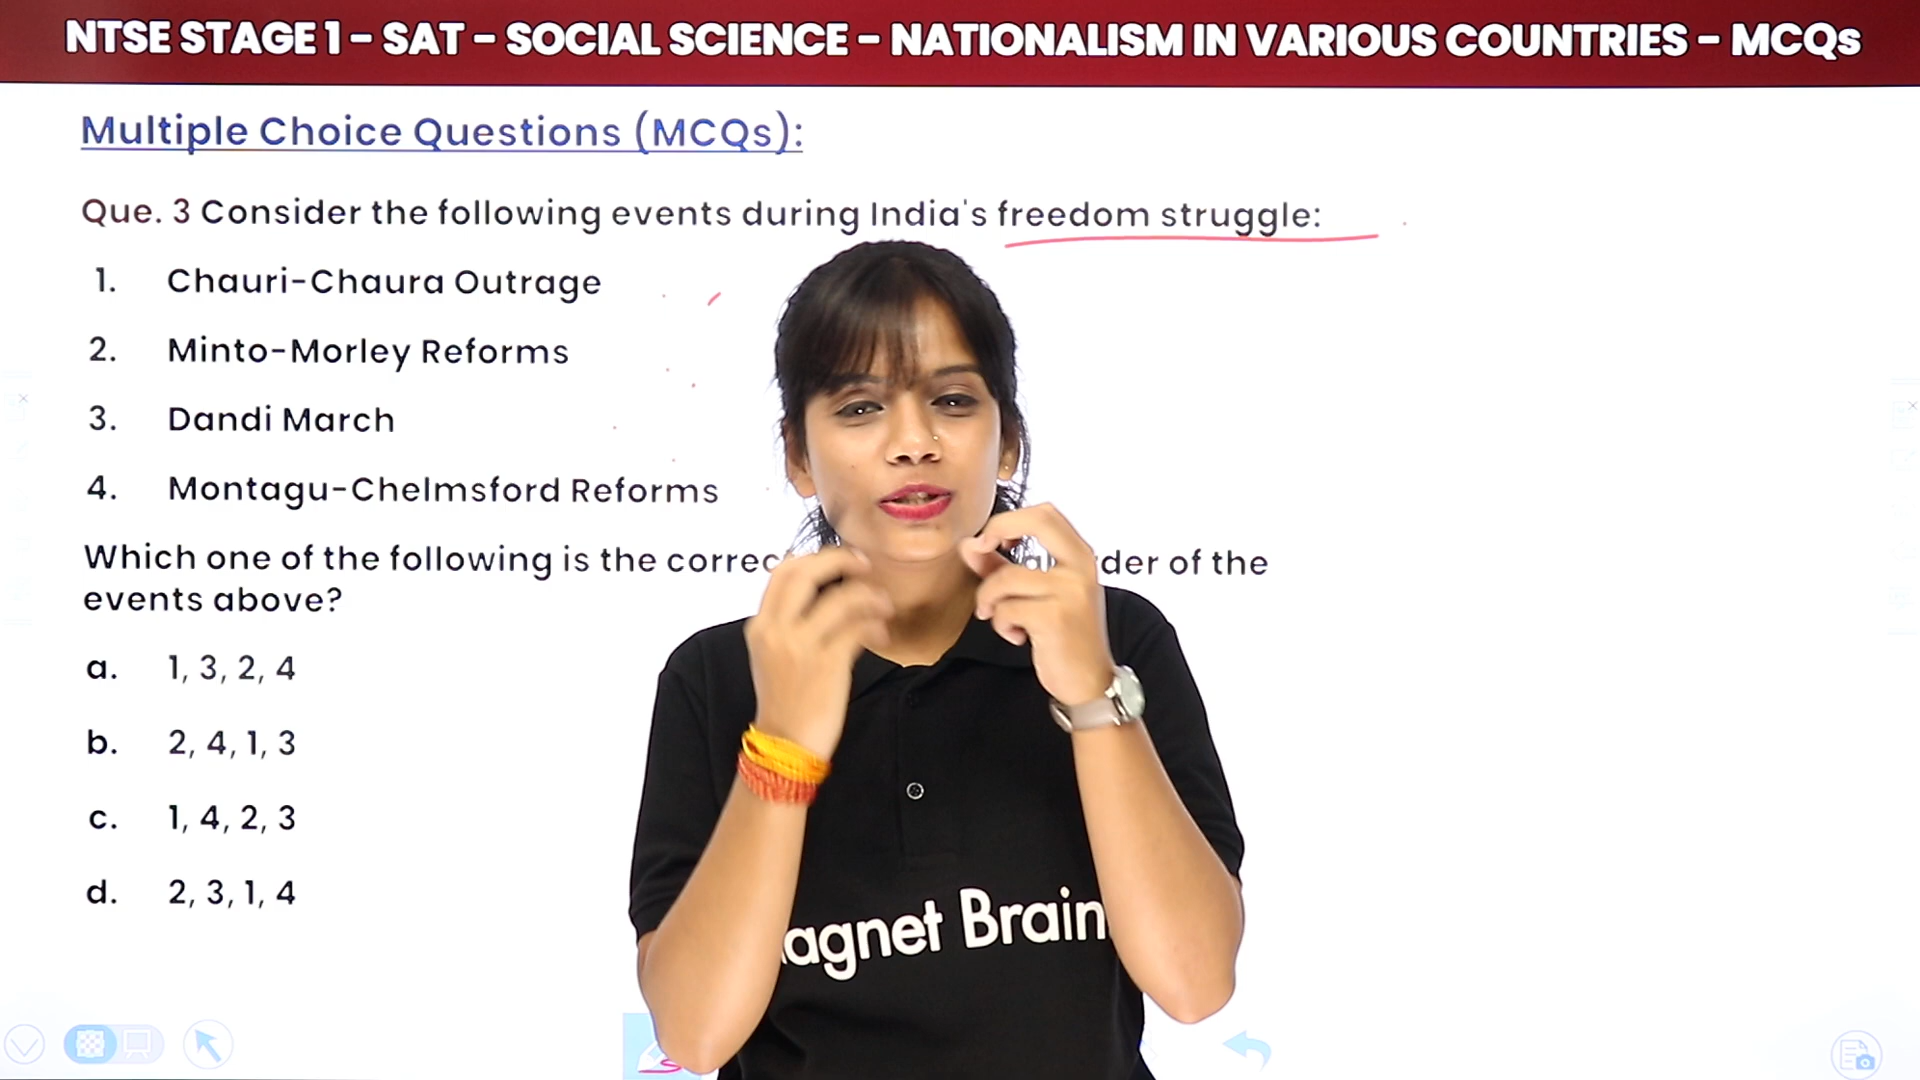 NTSE STAGE 1 – SAT – SOCIAL SCIENCE – NATIONALISM IN VARIOUS COUNTRIES – MCQs
Multiple Choice Questions (MCQs):
Que. 3 Consider the following events during India's freedom struggle:
1. Chauri-Chaura Outrage
2. Minto-Morley Reforms
3. Dandi March
4. Montagu-Chelmsford Reforms
Which one of the following is the of the
events above?
a. 1, 3, 2, 4
b. 2, 4, 1, 3
c. 1, 4, 2, 3
d. 2, 3, 1, 4
agnet Brain